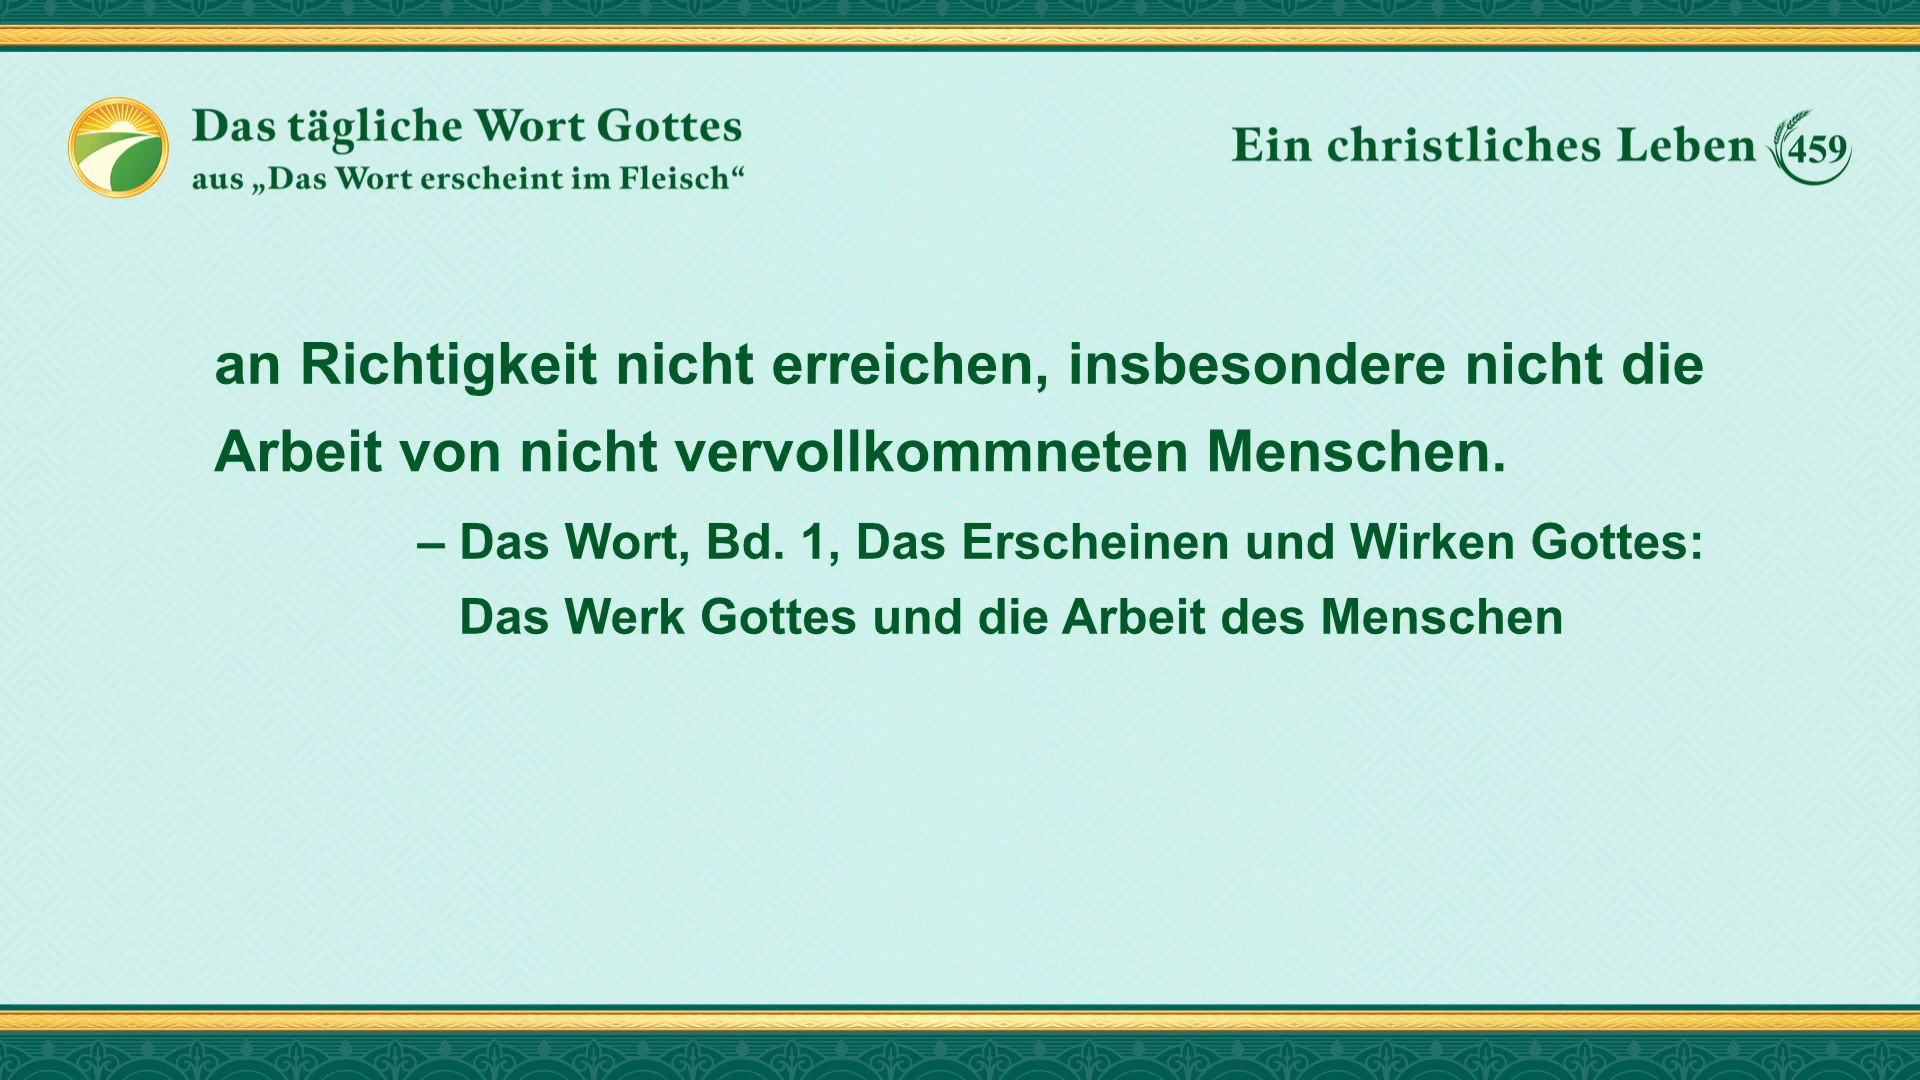 Das tägliche Wort Gottes
aus „Das Wort erscheint im Fleisch“
Ein christliches Leben 459
an Richtigkeit nicht erreichen, insbesondere nicht die
Arbeit von nicht vervollkommneten Menschen.
– Das Wort, Bd. 1, Das Erscheinen und Wirken Gottes:
Das Werk Gottes und die Arbeit des Menschen